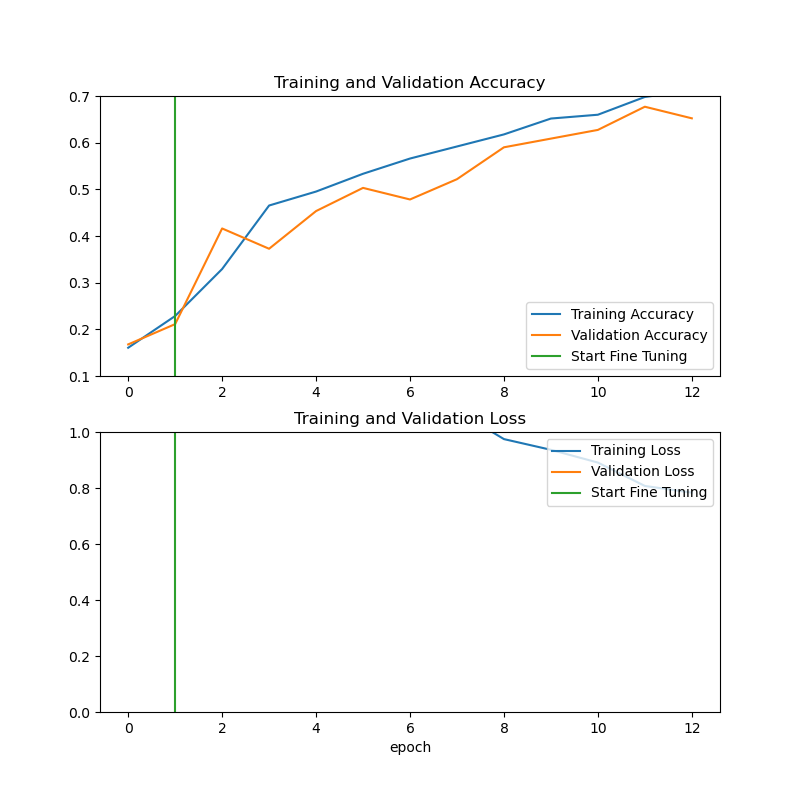 Training and Validation Accuracy
0.7
0.6
0.5
0.4
0.3
0.2
0.1
Training Accuracy
Validation Accuracy
Start Fine Tuning
0 2 4 6 8 10 12
Training and Validation Loss
1.0
0.8
0.6
0.4
0.2
0.0
Training Loss
Validation Loss
Start Fine Tuning
0 2 4 6 8 10 12
epoch